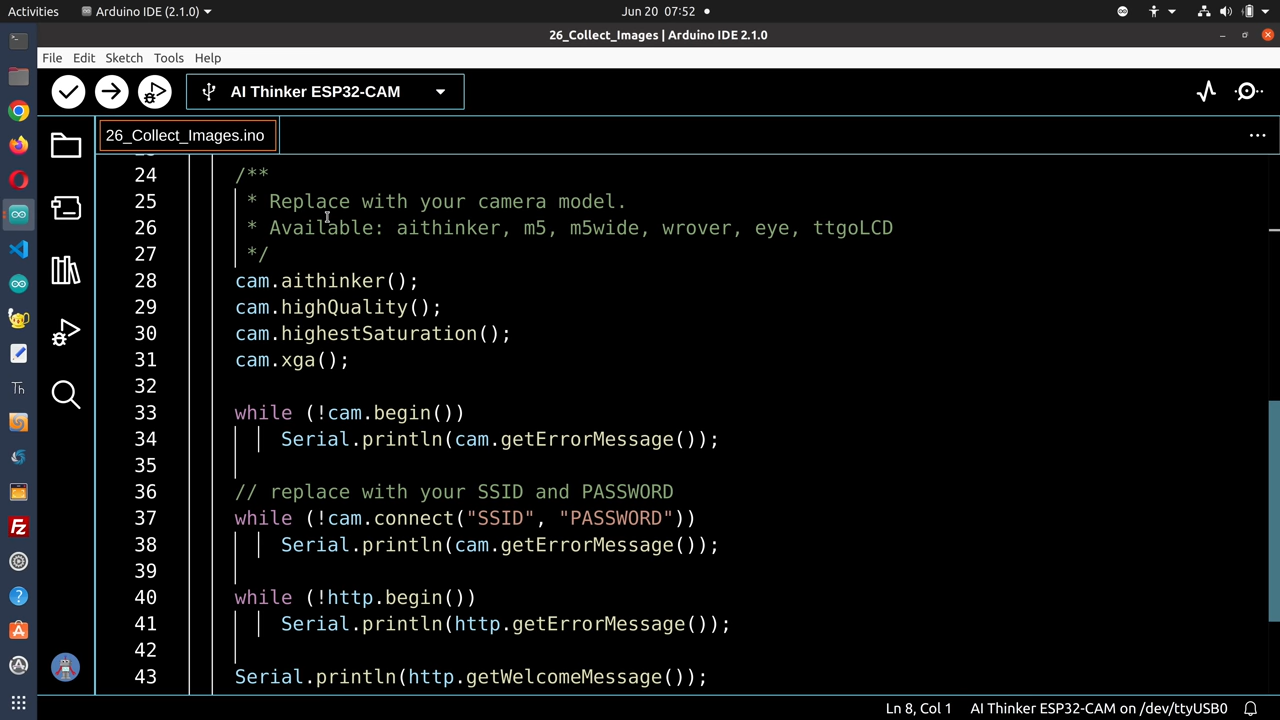 Activities
Arduino IDE (2.1.0)
Jun 20 07:52
26_Collect_Images | Arduino IDE 2.1.0
File Edit Sketch Tools Help
AI Thinker ESP32-CAM
26_Collect_Images.ino
24 /**
25 * Replace with your camera model.
26 * Available: aithinker, m5, m5wide, wrover, eye, ttgoLCD
27 */
28 cam.aithinker();
29 cam.highQuality();
30 cam.highestSaturation();
31 cam.xga();
32
33 while (!cam.begin())
34 Serial.println(cam.getErrorMessage());
35
36 // replace with your SSID and PASSWORD
37 while (!cam.connect("SSID", "PASSWORD"))
38 Serial.println(cam.getErrorMessage());
39
40 while (!http.begin())
41 Serial.println(http.getErrorMessage());
42
43 Serial.println(http.getWelcomeMessage());
Th
Fz
Ln 8, Col 1 AI Thinker ESP32-CAM on /dev/ttyUSB0